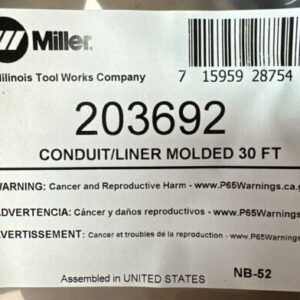 Miller
Illinois Tool Works Company
7 15959 28754
203692
CONDUIT/LINER MOLDED 30 FT
WARNING: Cancer and Reproductive Harm - www.P65Warnings.ca.g
ADVERTENCIA: Cáncer y daños reproductivos - www.P65Warnings.
AVERTISSEMENT: Cancer et troubles de la reproduction - www.P65Warnings.
Assembled in UNITED STATES NB-52